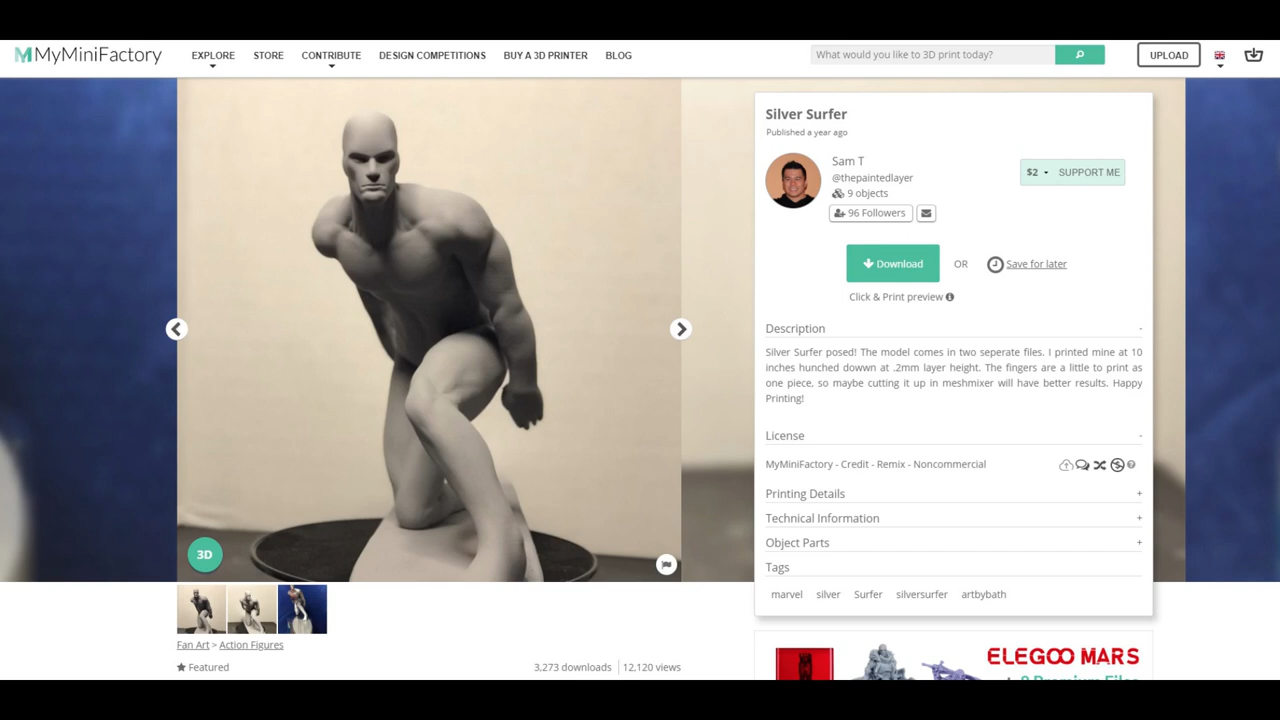 MyMiniFactory
EXPLORE STORE CONTRIBUTE DESIGN COMPETITIONS BUY A 3D PRINTER BLOG
What would you like to 3D print today?
UPLOAD
Silver Surfer
Published a year ago
Sam T
@thepaintedlayer
9 objects
96 Followers
$2 SUPPORT ME
Download OR Save for later
Click & Print preview
Description -
Silver Surfer posed! The model comes in two seperate files. I printed mine at 10
inches hunched dowwn at .2mm layer height. The fingers are a little to print as
one piece, so maybe cutting it up in meshmixer will have better results. Happy
Printing!
License -
MyMiniFactory - Credit - Remix - Noncommercial
Printing Details +
Technical Information +
Object Parts +
Tags
marvel silver Surfer silversurfer artbybath
3D
Fan Art > Action Figures
Featured 3,273 downloads 12,120 views
ELEGOO MARS